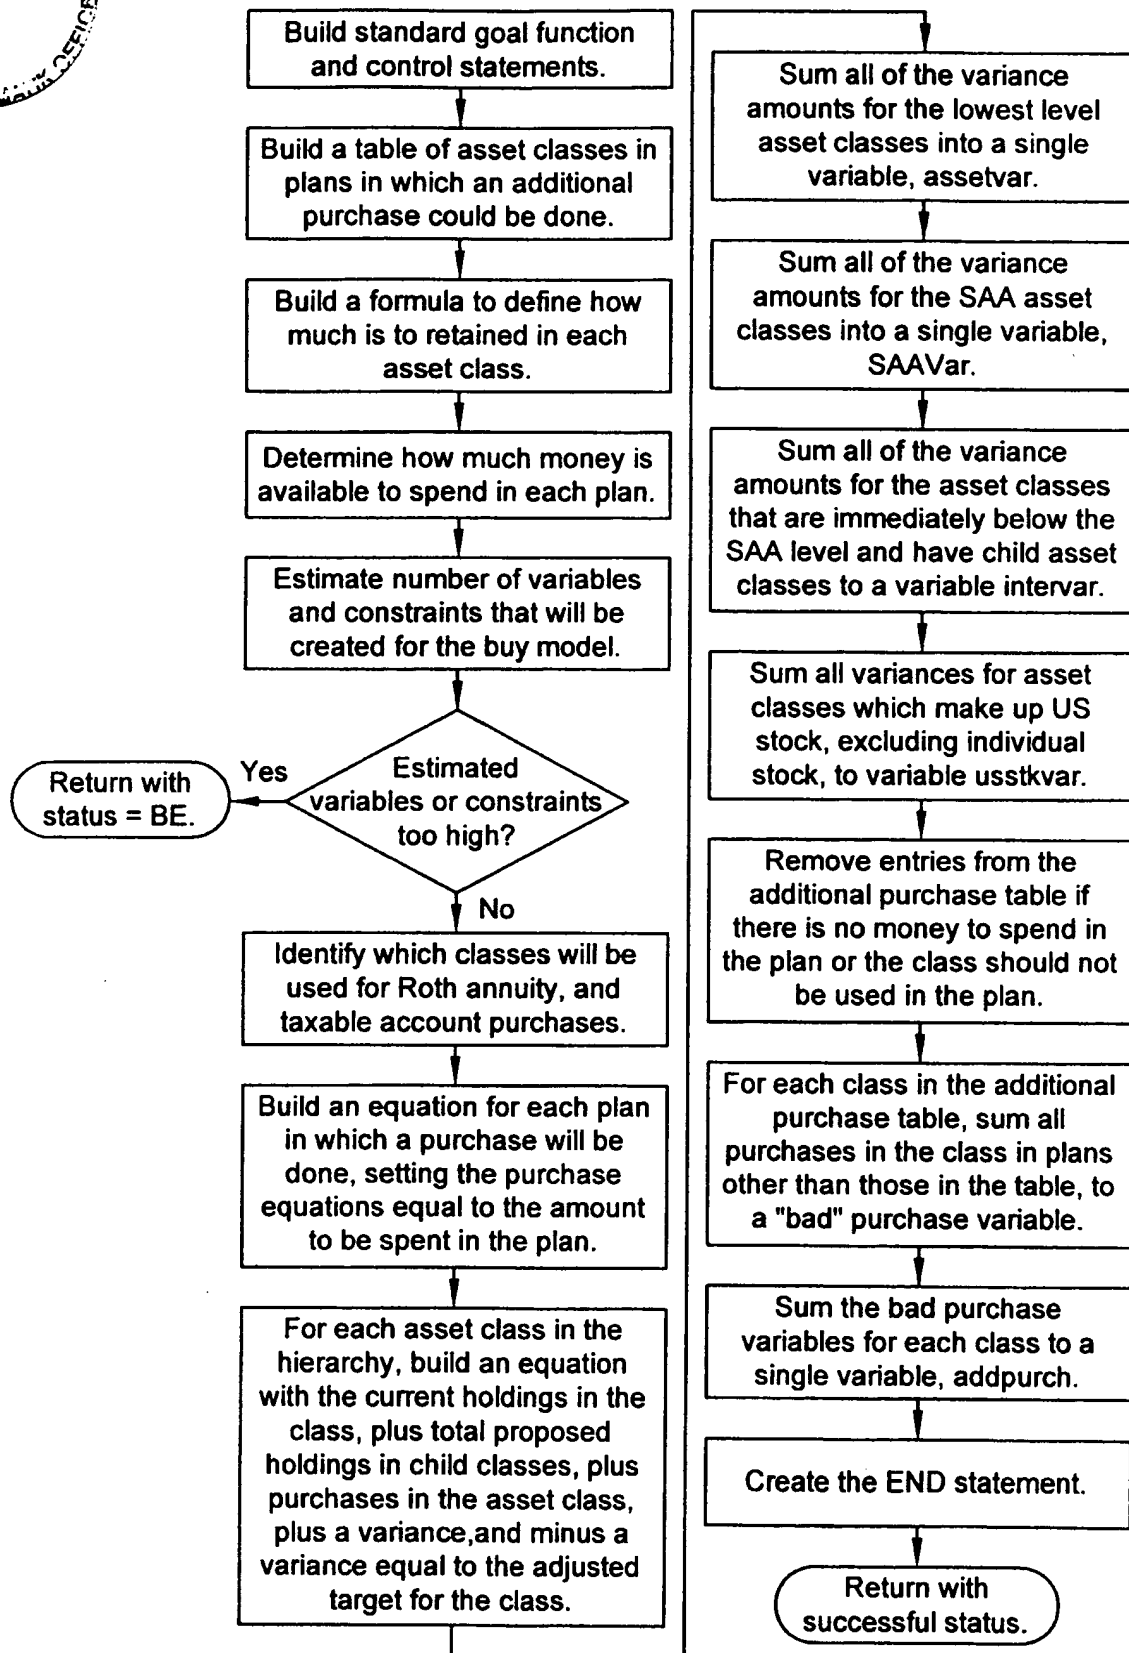 OFFICE
Build standard goal function
and control statements.
Build a table of asset classes in
plans in which an additional
purchase could be done.
Build a formula to define how
much is to retained in each
asset class.
Determine how much money is
available to spend in each plan.
Estimate number of variables
and constraints that will be
created for the buy model.
Estimated
variables or constraints
too high?
Yes
Return with
status = BE.
No
Identify which classes will be
used for Roth annuity, and
taxable account purchases.
Build an equation for each plan
in which a purchase will be
done, setting the purchase
equations equal to the amount
to be spent in the plan.
For each asset class in the
hierarchy, build an equation
with the current holdings in the
class, plus total proposed
holdings in child classes, plus
purchases in the asset class,
plus a variance,and minus a
variance equal to the adjusted
target for the class.
Sum all of the variance
amounts for the lowest level
asset classes into a single
variable, assetvar.
Sum all of the variance
amounts for the SAA asset
classes into a single variable,
SAAVar.
Sum all of the variance
amounts for the asset classes
that are immediately below the
SAA level and have child asset
classes to a variable intervar.
Sum all variances for asset
classes which make up US
stock, excluding individual
stock, to variable usstkvar.
Remove entries from the
additional purchase table if
there is no money to spend in
the plan or the class should not
be used in the plan.
For each class in the additional
purchase table, sum all
purchases in the class in plans
other than those in the table, to
a "bad" purchase variable.
Sum the bad purchase
variables for each class to a
single variable, addpurch.
Create the END statement.
Return with
successful status.